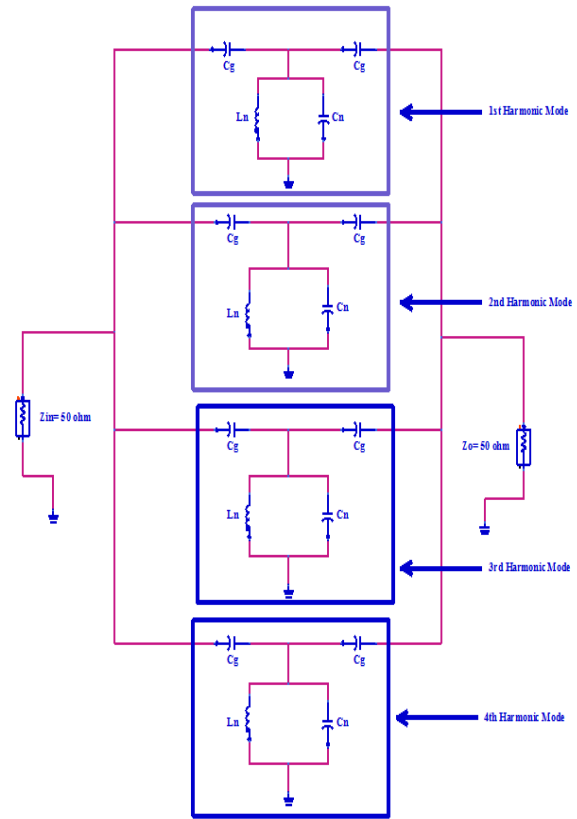 Cg Cg
Ln Cn
1st Harmonic Mode
Cg Cg
Ln Cn
2nd Harmonic Mode
Zin= 50 ohm
Cg Cg
Zo= 50 ohm
Ln Cn
3rd Harmonic Mode
Cg Cg
Ln Cn
4th Harmonic Mode